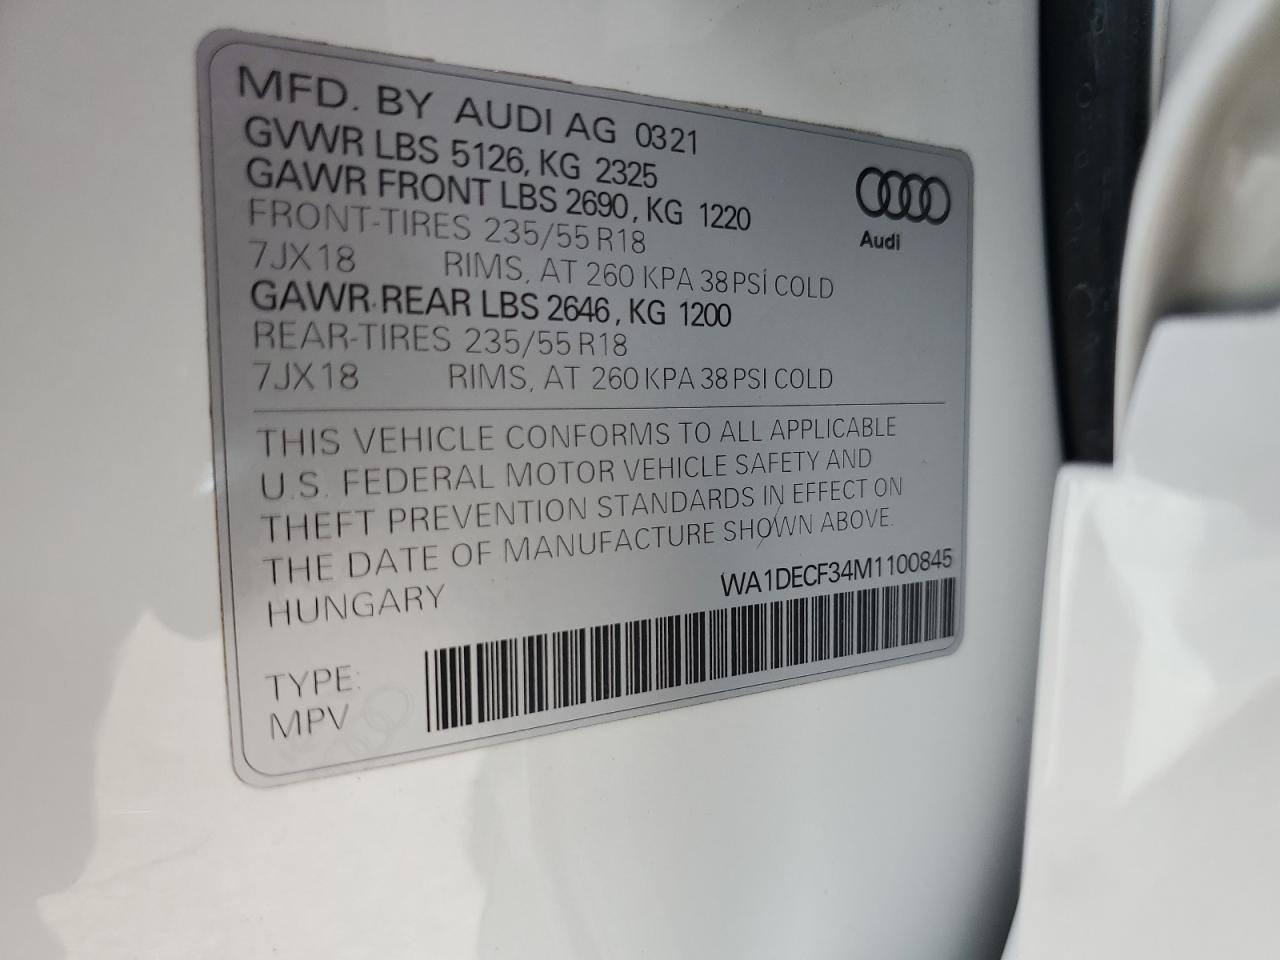 MFD. BY AUDI AG 0321
GVWR LBS 5126, KG 2325
GAWR FRONT LBS 2690, KG 1220
FRONT-TIRES 235/55 R18
7JX18 RIMS, AT 260 KPA 38 PSI COLD
GAWR-REAR LBS 2646, KG 1200
REAR-TIRES 235/55 R18
7JX18 RIMS, AT 260 KPA 38 PSI COLD
Audi
THIS VEHICLE CONFORMS TO ALL APPLICABLE
U.S. FEDERAL MOTOR VEHICLE SAFETY AND
THEFT PREVENTION STANDARDS IN EFFECT ON
THE DATE OF MANUFACTURE SHOWN ABOVE.
HUNGARY
WA1DECF34M1100845
TYPE:
MPV